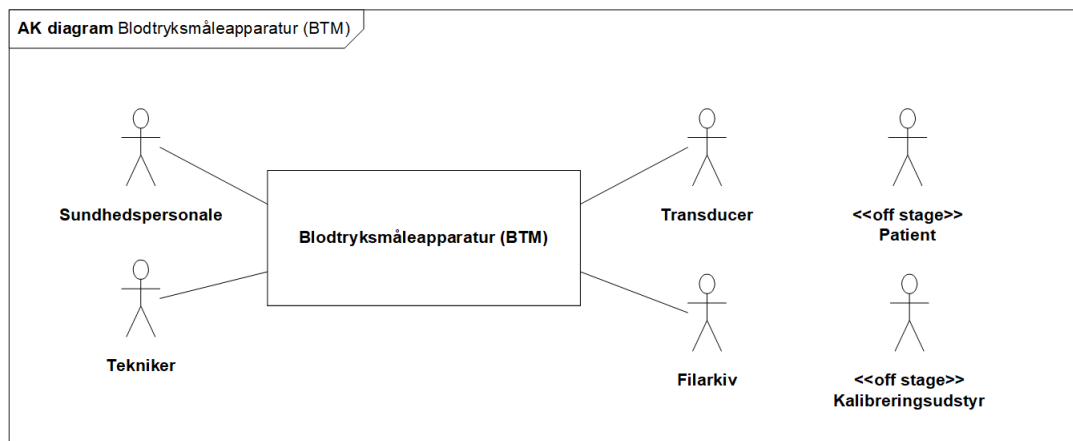 AK diagram Blodtryksmåleapparatur (BTM)
Sundhedspersonale
Blodtryksmåleapparatur (BTM)
Transducer
<<off stage>>
Patient
Tekniker
Filarkiv
<<off stage>>
Kalibreringsudstyr